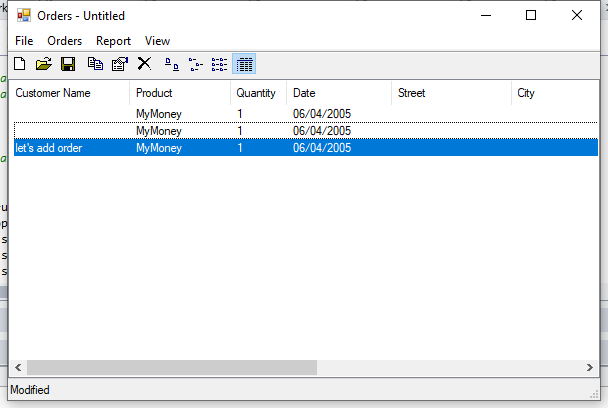 Orders - Untitled
File Orders Report View
Customer Name Product Quantity Date Street City
MyMoney 1 06/04/2005
MyMoney 1 06/04/2005
let's add order MyMoney 1 06/04/2005
Modified